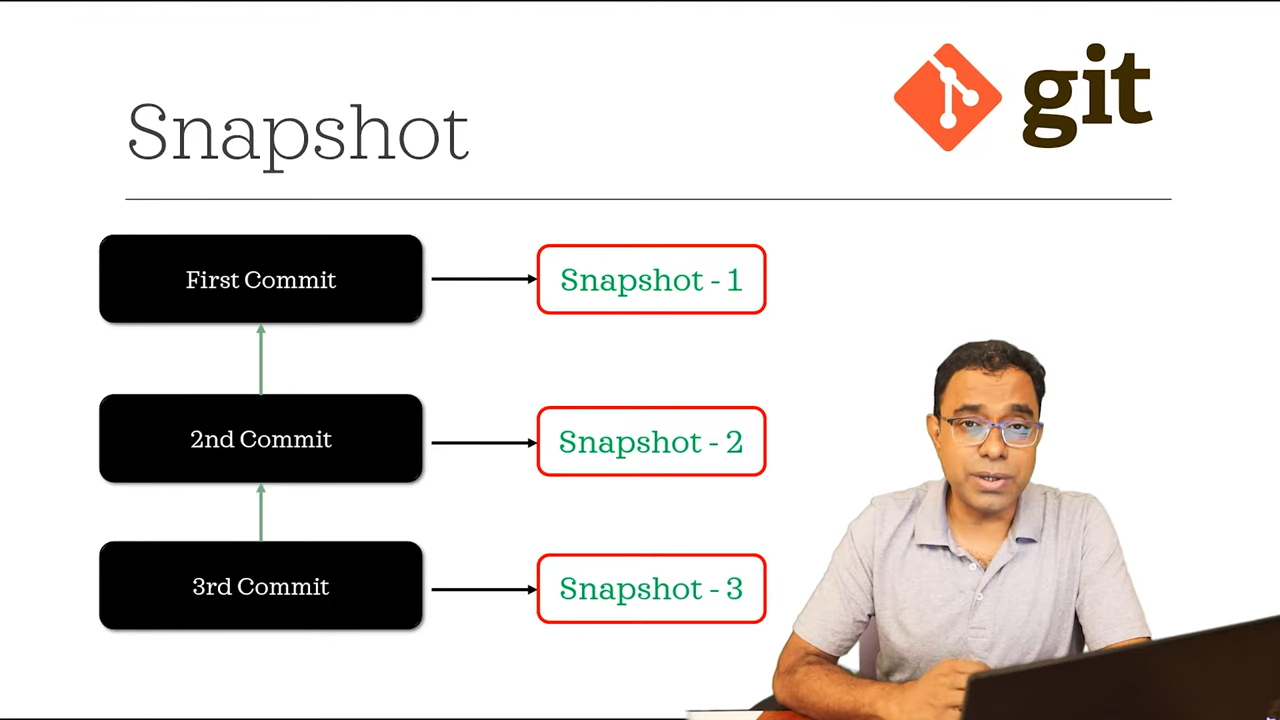 git
Snapshot
First Commit
Snapshot - 1
2nd Commit
Snapshot - 2
3rd Commit
Snapshot - 3